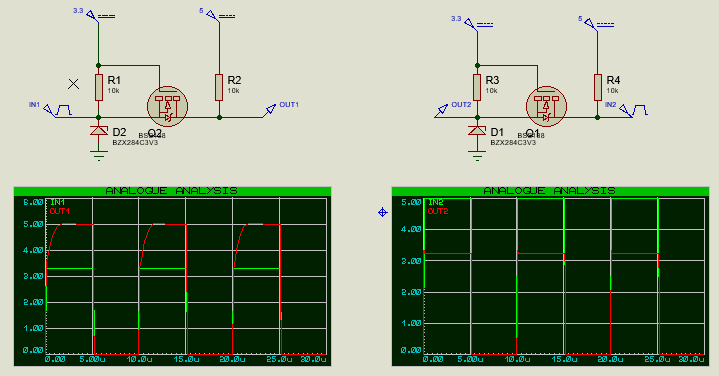 3.3
5
R1
10k
R2
10k
IN1
OUT1
D2
BZX284C3V3
Q2
BSS138
3.3
5
R3
10k
R4
10k
OUT2
IN2
D1
BZX284C3V3
Q1
BSS138
ANALOGUE ANALYSIS
6.00
IN1
OUT1
5.00
4.00
3.00
2.00
1.00
0.00
0.00 5.00u 10.0u 15.0u 20.0u 25.0u 30.0u
ANALOGUE ANALYSIS
5.00
IN2
OUT2
4.00
3.00
2.00
1.00
0.00
0.00 5.00u 10.0u 15.0u 20.0u 25.0u 30.0u